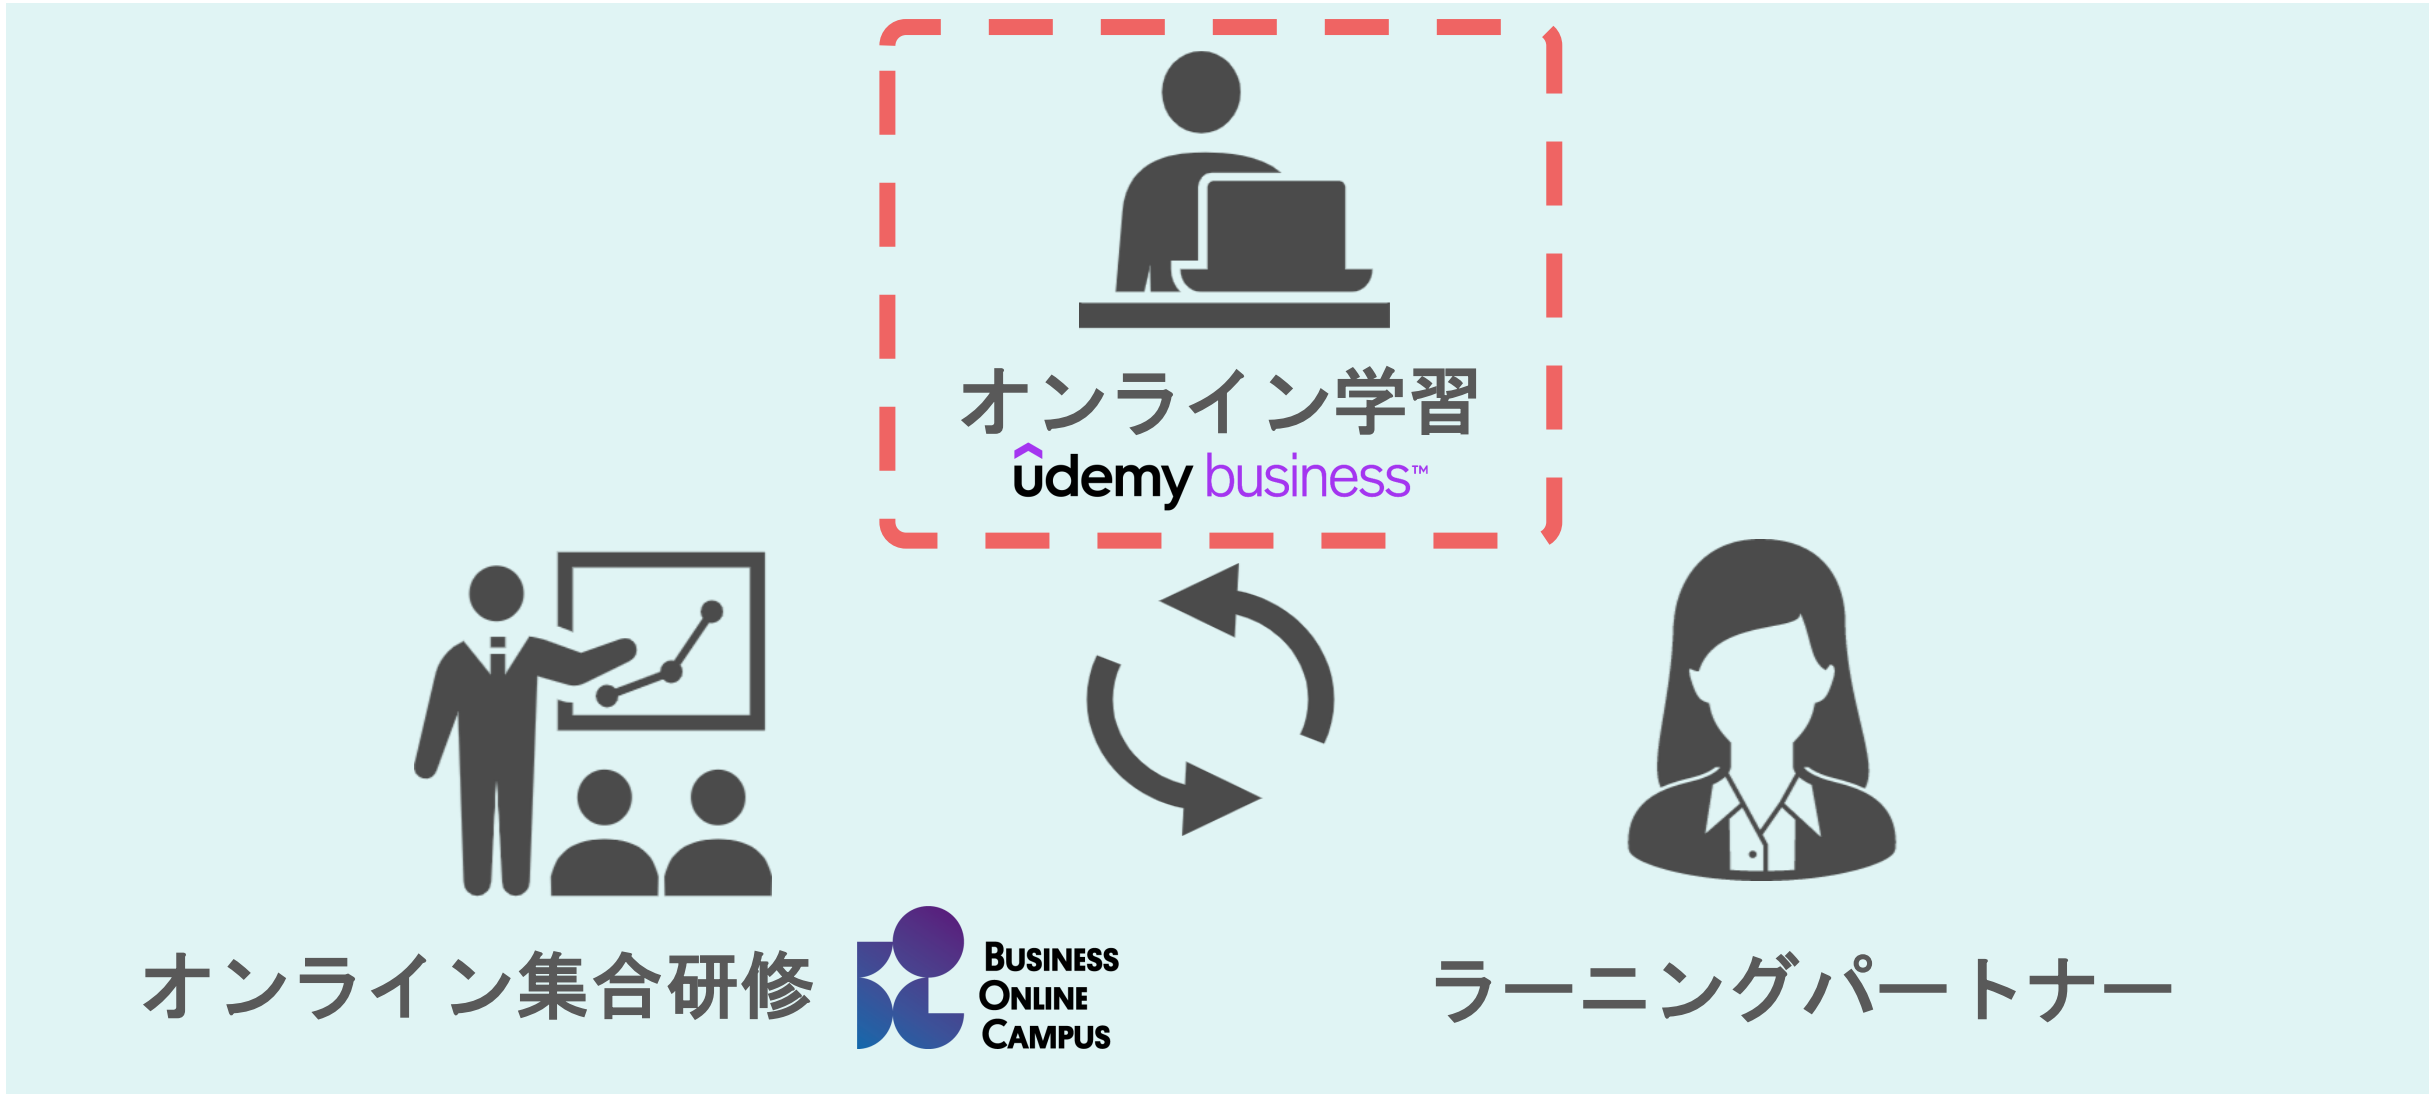 オンライン学習
ûdemy business™
オンライン集合研修
BUSINESS
ONLINE
CAMPUS
ラーニングパートナー